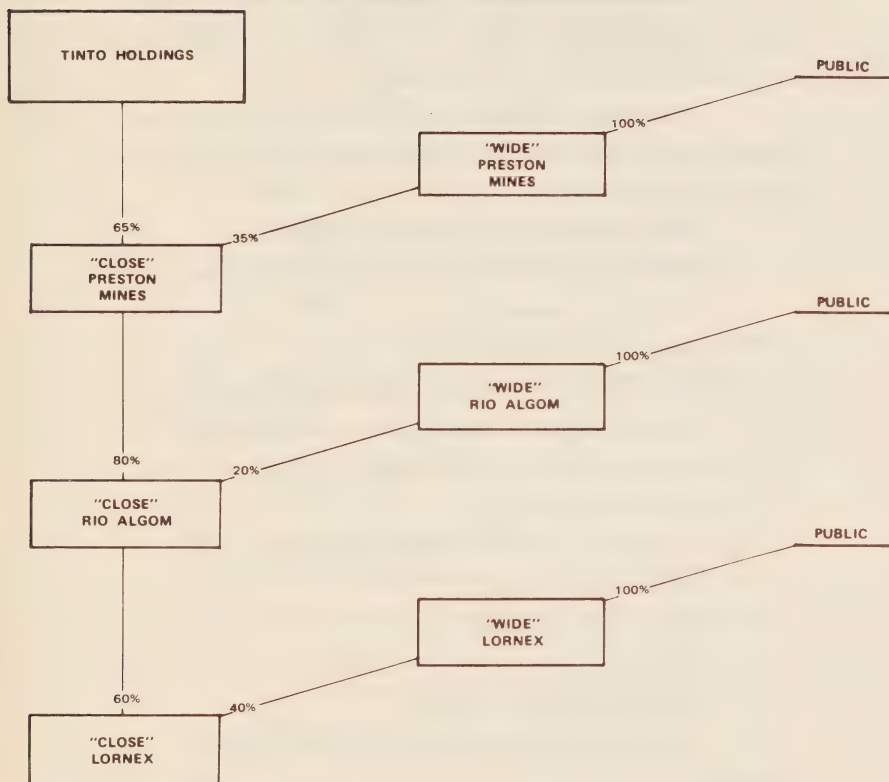 TINTO HOLDINGS
PUBLIC
100%
"WIDE"
PRESTON
MINES
65%
35%
"CLOSE"
PRESTON
MINES
PUBLIC
100%
"WIDE"
RIO ALGOM
80%
20%
"CLOSE"
RIO ALGOM
PUBLIC
100%
"WIDE"
LORNEX
60%
40%
"CLOSE"
LORNEX